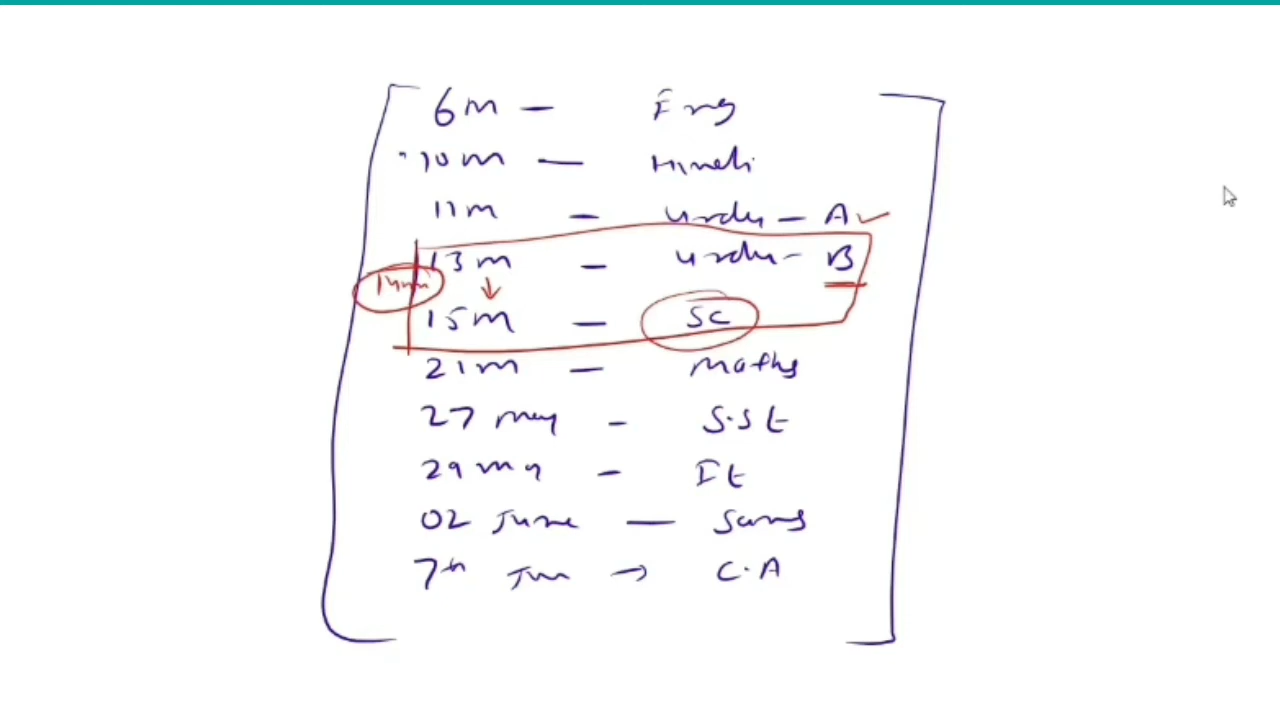 6m — Eng
10m — Hindi
11m – urdu – A ✓
13m – urdu – B
15m – SC
21m – maths
27 may - S.St
29 may – It
02 June — Sans
7th Jun → C.A